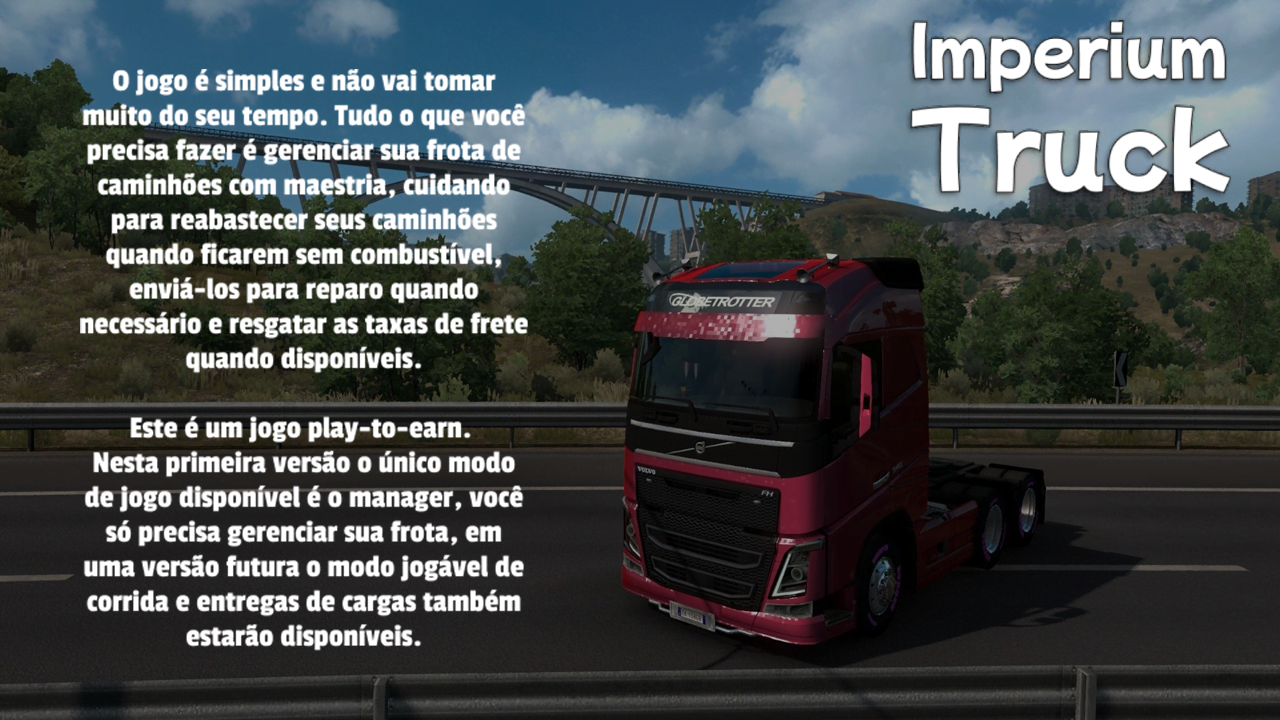 Imperium
Truck
O jogo é simples e não vai tomar
muito do seu tempo. Tudo o que você
precisa fazer é gerenciar sua frota de
caminhões com maestria, cuidando
para reabastecer seus caminhões
quando ficarem sem combustível,
enviá-los para reparo quando
necessário e resgatar as taxas de frete
quando disponíveis.
Este é um jogo play-to-earn.
Nesta primeira versão o único modo
de jogo disponível é o manager, você
só precisa gerenciar sua frota, em
uma versão futura o modo jogável de
corrida e entregas de cargas também
estarão disponíveis.
GLOBETROTTER
VOLVO
FH